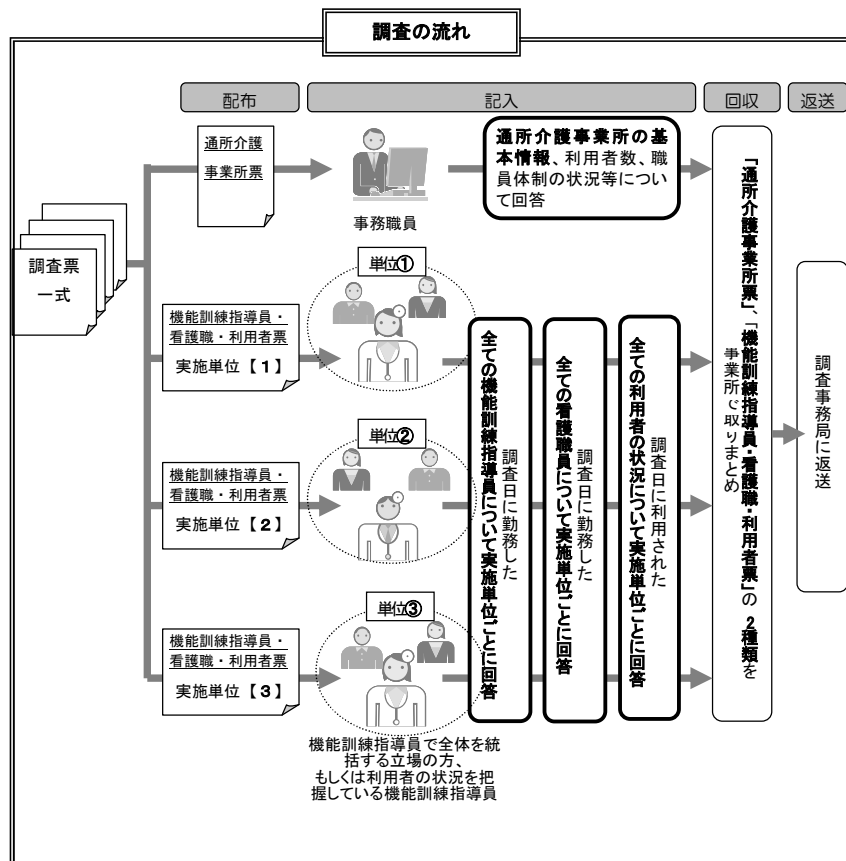 調査の流れ
配布
記入
回収
返送
調査票
一式
通所介護
事業所票
事務職員
通所介護事業所の基
本情報、利用者数、職
員体制の状況等につい
て回答
機能訓練指導員・
看護職・利用者票
実施単位【1】
単位①
機能訓練指導員・
看護職・利用者票
実施単位【2】
単位②
機能訓練指導員・
看護職・利用者票
実施単位【3】
単位③
機能訓練指導員で全体を統
括する立場の方、
もしくは利用者の状況を把
握している機能訓練指導員
調査日に勤務した
全ての機能訓練指導員について実施単位ごとに回答
調査日に勤務した
全ての看護職員について実施単位ごとに回答
調査日に利用された
全ての利用者の状況について実施単位ごとに回答
「通所介護事業所票」、「機能訓練指導員・看護職・利用者票」の2種類を
事業所で取りまとめ
調査事務局に返送